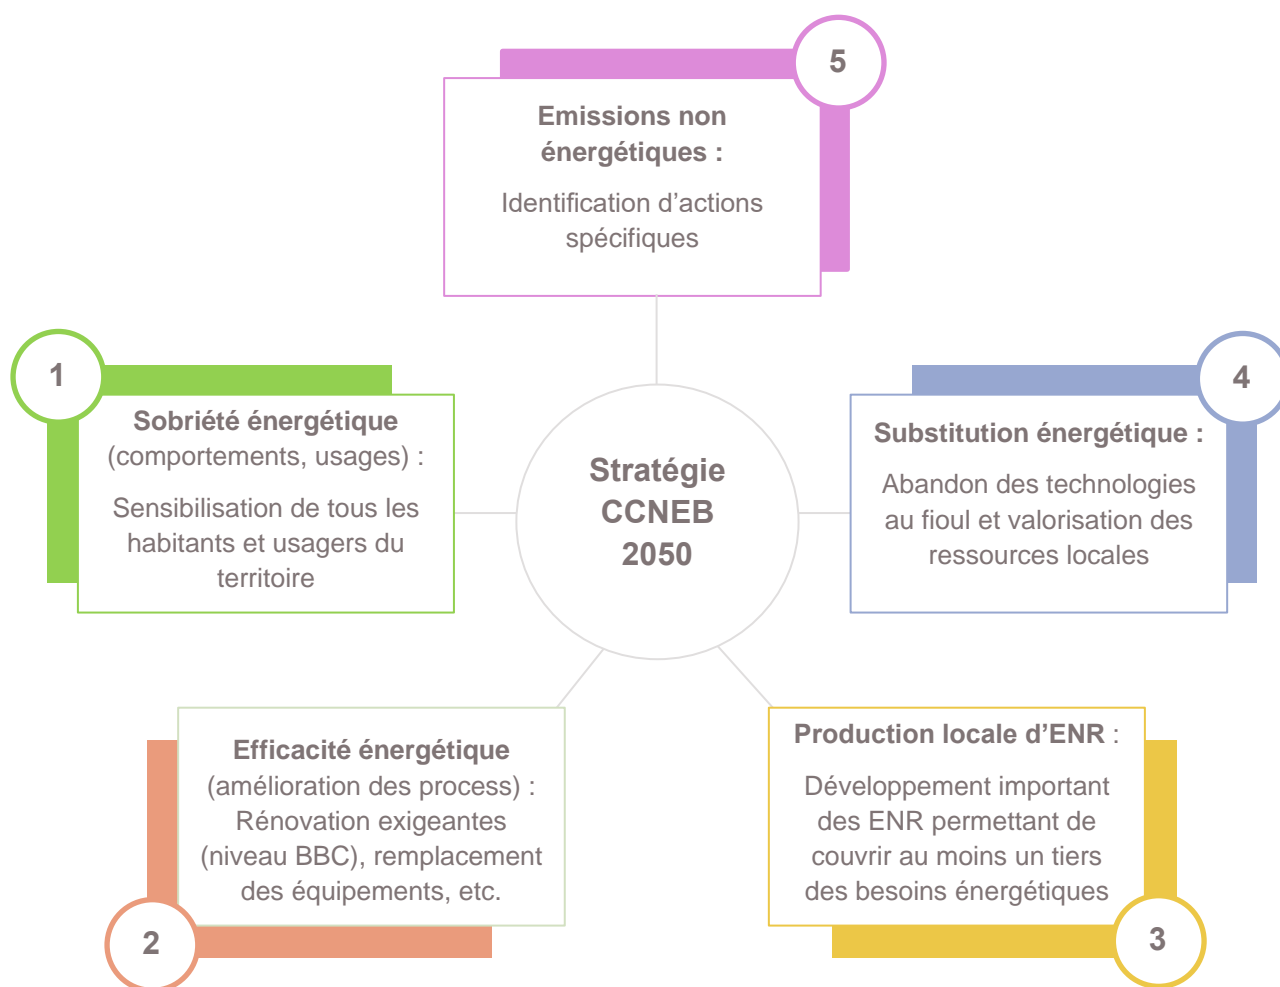 5
Emissions non
énergétiques :
Identification d’actions
spécifiques
1
Sobriété énergétique
(comportements, usages) :
Sensibilisation de tous les
habitants et usagers du
territoire
Stratégie
CCNEB
2050
4
Substitution énergétique :
Abandon des technologies
au fioul et valorisation des
ressources locales
Efficacité énergétique
(amélioration des process) :
Rénovation exigeantes
(niveau BBC), remplacement
des équipements, etc.
2
Production locale d’ENR :
Développement important
des ENR permettant de
couvrir au moins un tiers
des besoins énergétiques
3